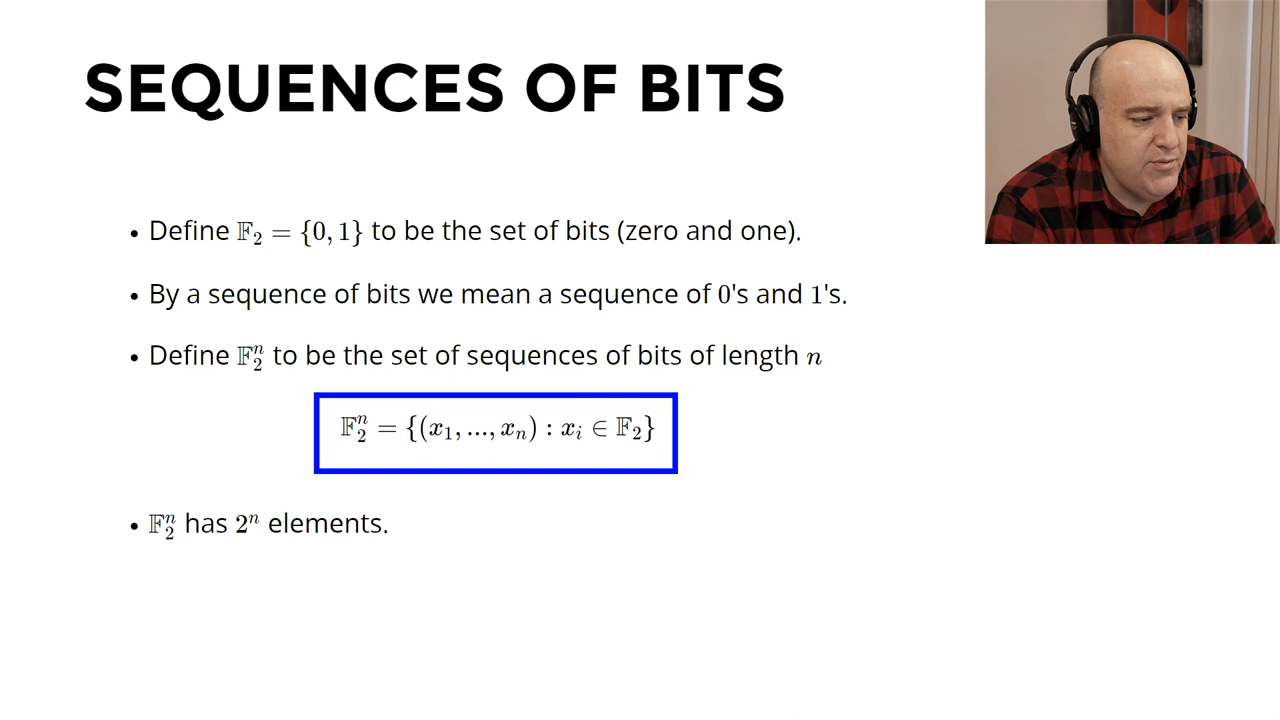 SEQUENCES OF BITS
• Define 𝔽₂ = {0, 1} to be the set of bits (zero and one).
• By a sequence of bits we mean a sequence of 0's and 1's.
• Define 𝔽₂ⁿ to be the set of sequences of bits of length n
𝔽₂ⁿ = {(x₁, ..., xₙ) : xᵢ ∈ 𝔽₂}
• 𝔽₂ⁿ has 2ⁿ elements.